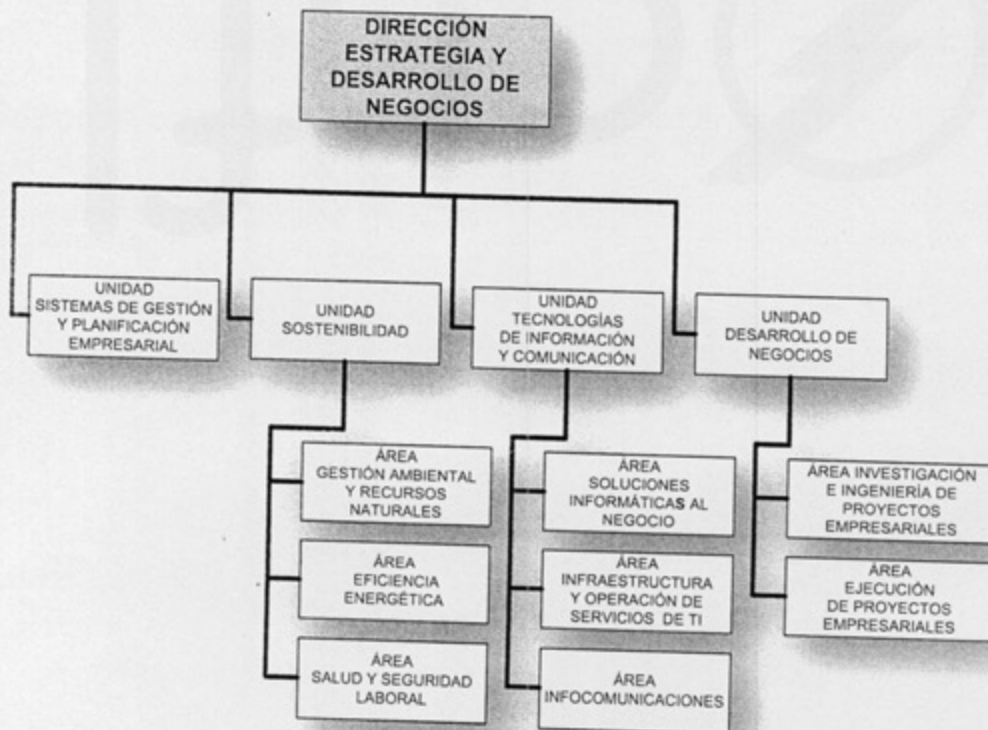 DIRECCIÓN
ESTRATEGIA Y
DESARROLLO DE
NEGOCIOS
UNIDAD
SISTEMAS DE GESTIÓN
Y PLANIFICACIÓN
EMPRESARIAL
UNIDAD
SOSTENIBILIDAD
UNIDAD
TECNOLOGÍAS
DE INFORMACIÓN
Y COMUNICACIÓN
UNIDAD
DESARROLLO DE
NEGOCIOS
ÁREA
GESTIÓN AMBIENTAL
Y RECURSOS
NATURALES
ÁREA
EFICIENCIA
ENERGÉTICA
ÁREA
SALUD Y SEGURIDAD
LABORAL
ÁREA
SOLUCIONES
INFORMÁTICAS AL
NEGOCIO
ÁREA
INFRAESTRUCTURA
Y OPERACIÓN DE
SERVICIOS DE TI
ÁREA
INFOCOMUNICACIONES
ÁREA INVESTIGACIÓN
E INGENIERÍA DE
PROYECTOS
EMPRESARIALES
ÁREA
EJECUCIÓN
DE PROYECTOS
EMPRESARIALES